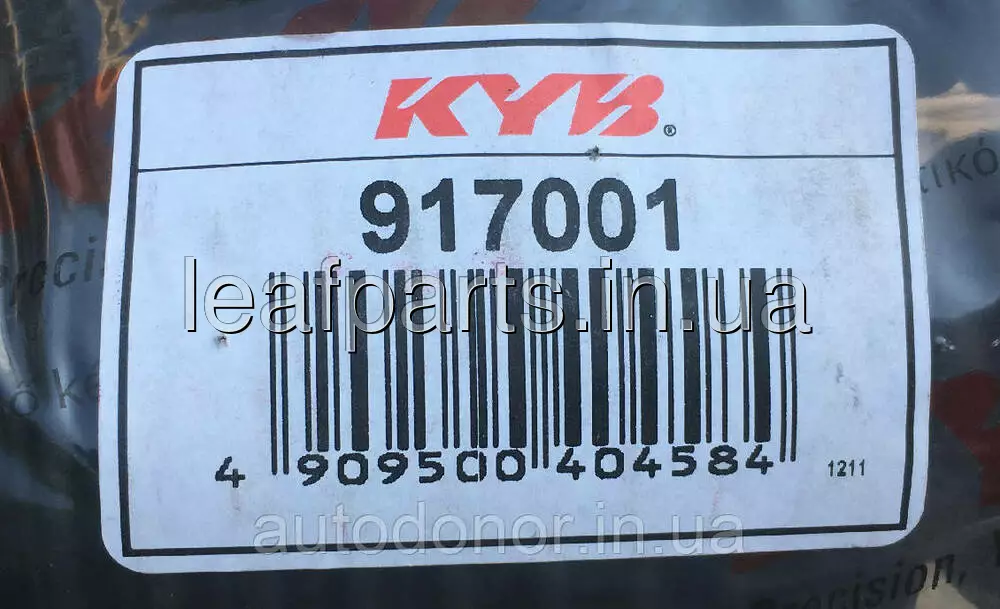 KYB®
917001
leafparts.in.ua
4 909500 404584
1211
autodonor.in.ua